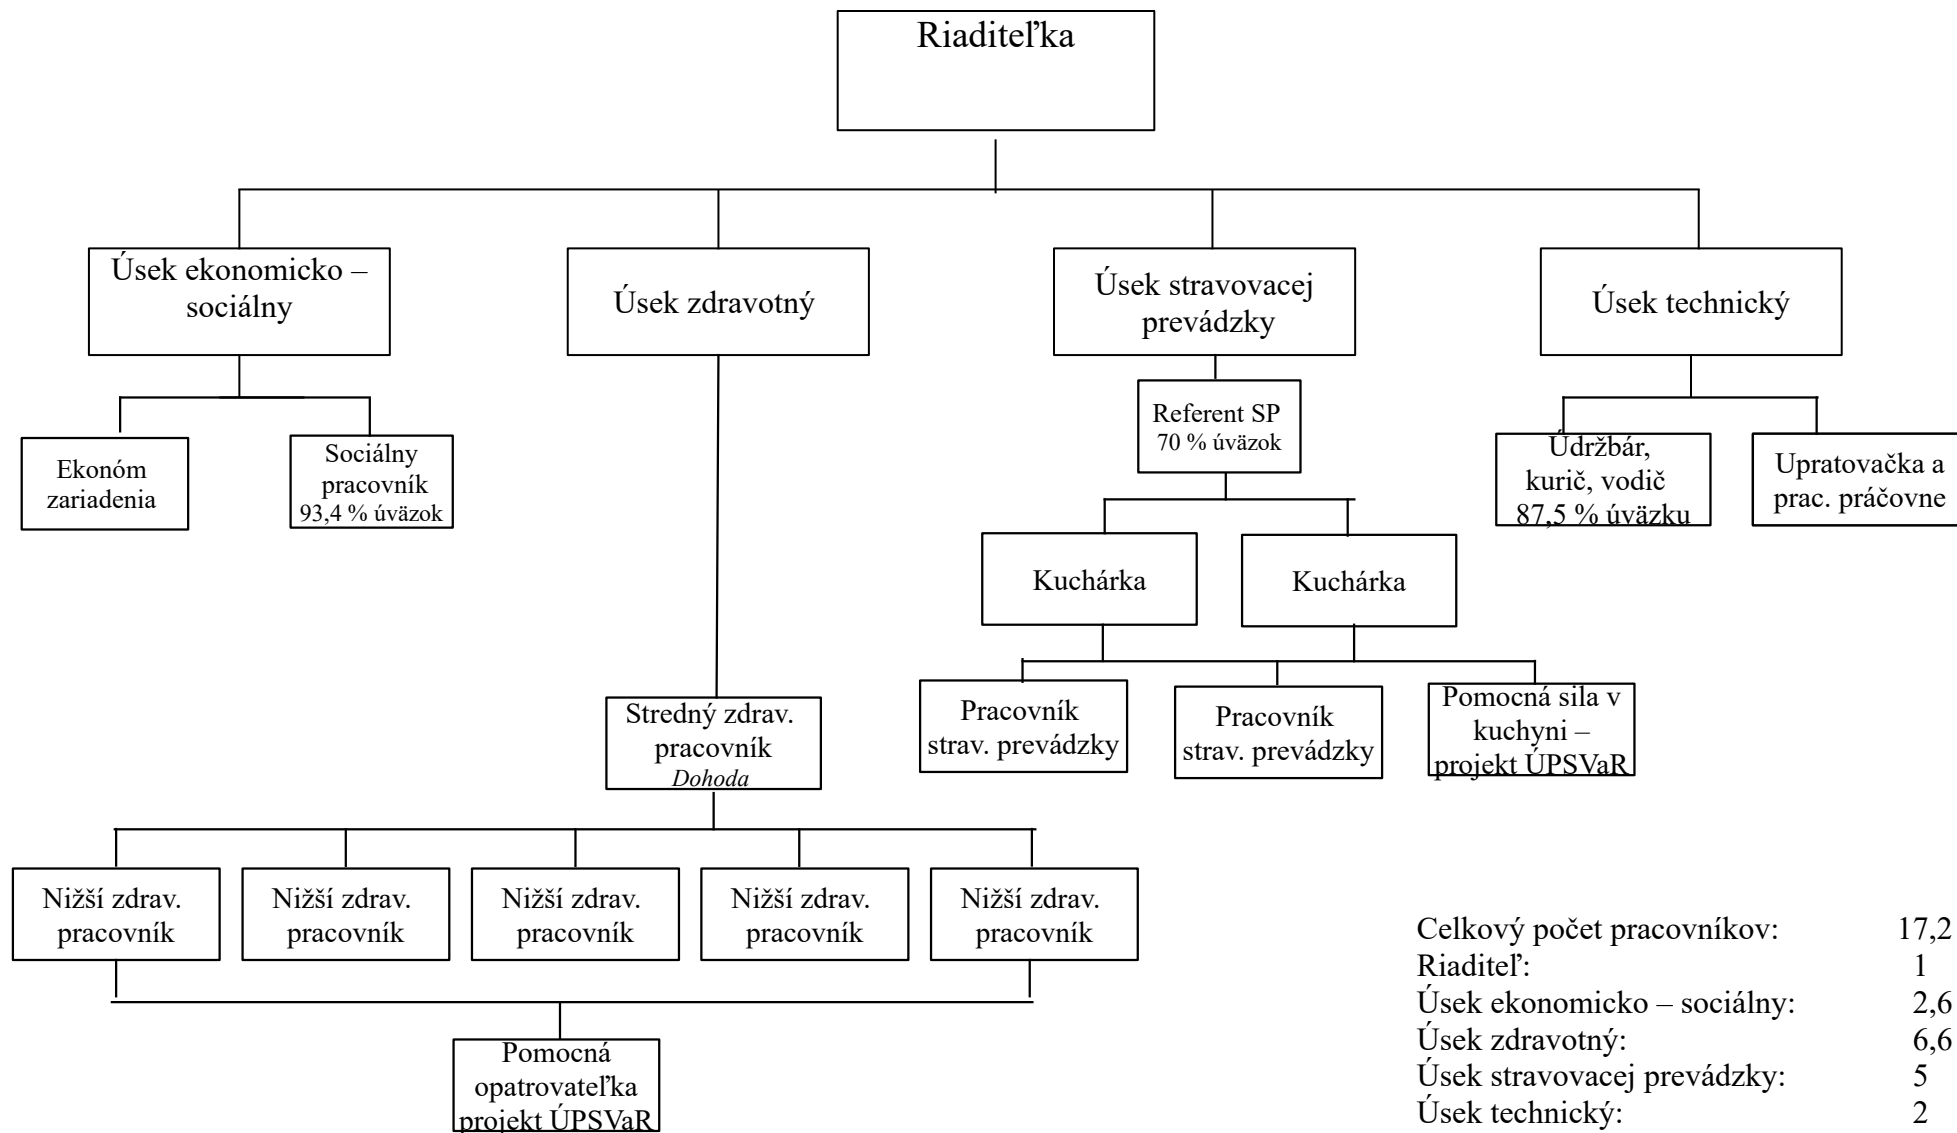 Riaditeľka
Úsek ekonomicko –
sociálny
Úsek zdravotný
Úsek stravovacej
prevádzky
Úsek technický
Ekonóm
zariadenia
Sociálny
pracovník
93,4 % úväzok
Referent SP
70 % úväzok
Údržbár,
kurič, vodič
87,5 % úväzku
Upratovačka a
prac. práčovne
Kuchárka
Kuchárka
Stredný zdrav.
pracovník
Dohoda
Pracovník
strav. prevádzky
Pracovník
strav. prevádzky
Pomocná sila v
kuchyni –
projekt ÚPSVaR
Nižší zdrav.
pracovník
Nižší zdrav.
pracovník
Nižší zdrav.
pracovník
Nižší zdrav.
pracovník
Nižší zdrav.
pracovník
Pomocná
opatrovateľka
projekt ÚPSVaR
Celkový počet pracovníkov: 17,2
Riaditeľ: 1
Úsek ekonomicko – sociálny: 2,6
Úsek zdravotný: 6,6
Úsek stravovacej prevádzky: 5
Úsek technický: 2